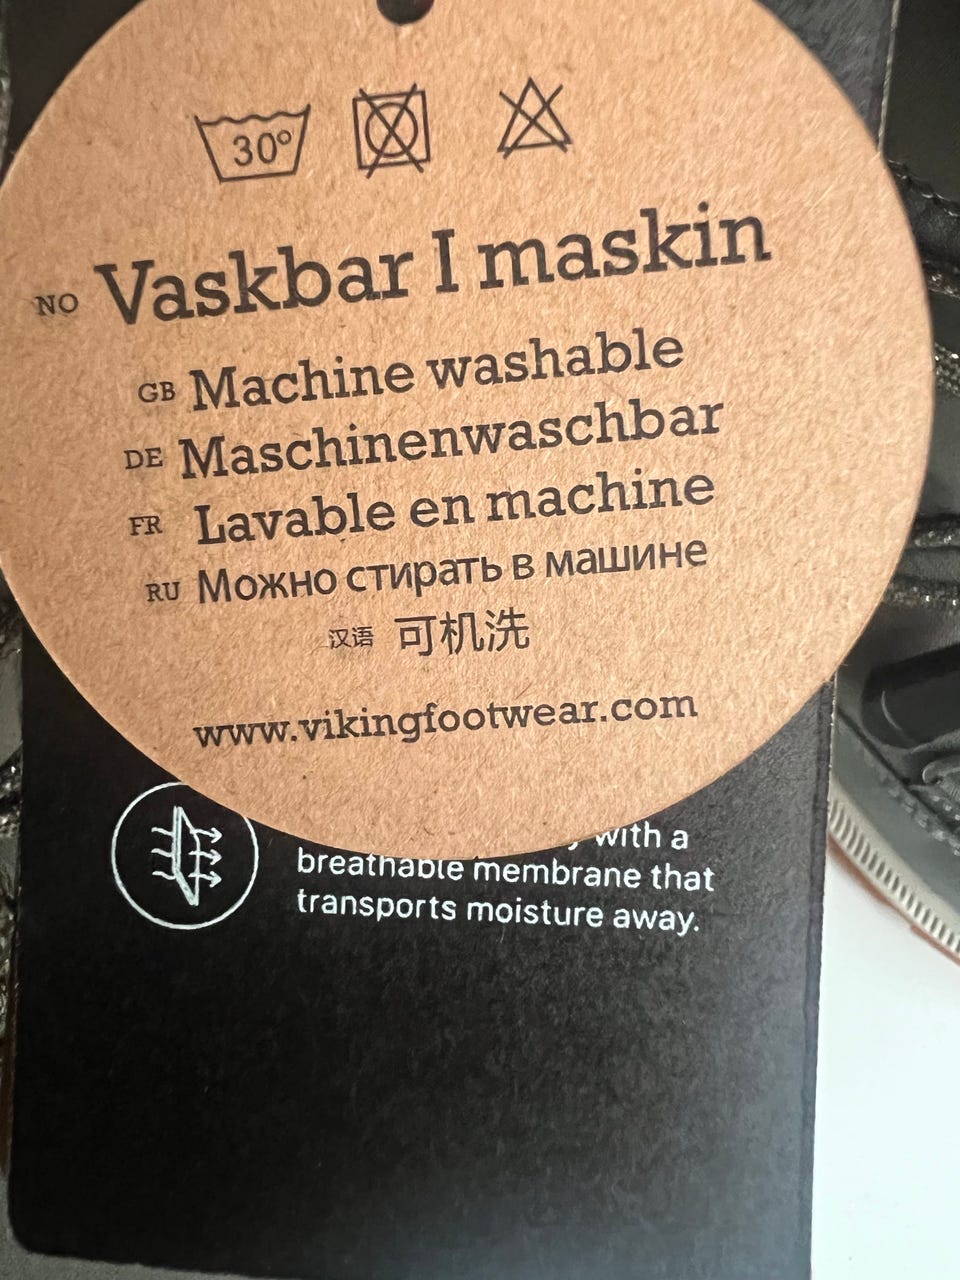 30°
NO Vaskbar I maskin
GB Machine washable
DE Maschinenwaschbar
FR Lavable en machine
RU Можно стирать в машине
汉语 可机洗
www.vikingfootwear.com
with a
breathable membrane that
transports moisture away.